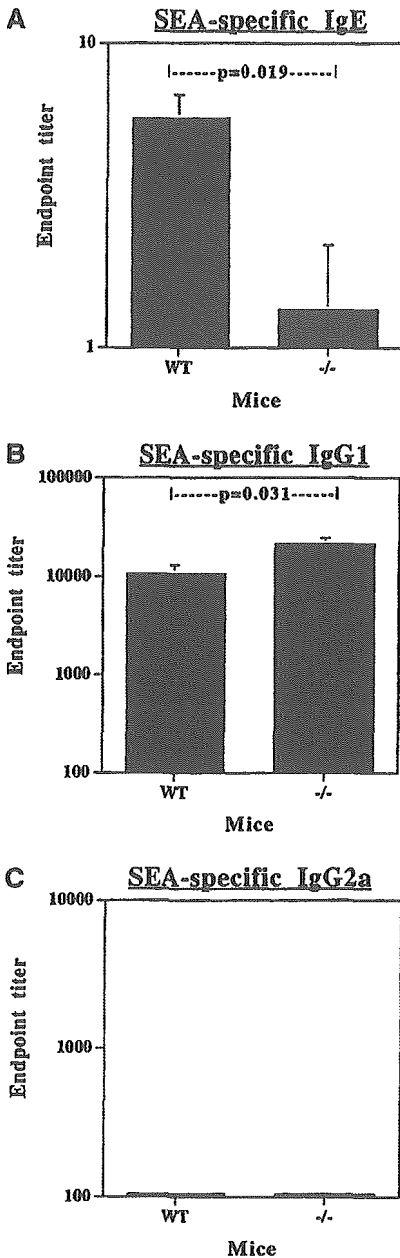 A
SEA-specific IgE
10
|------p=0.019------|
Endpoint titer
1
WT -/-
Mice
B
SEA-specific IgG1
100000
|------p=0.031------|
10000
Endpoint titer
1000
100
WT -/-
Mice
C
SEA-specific IgG2a
10000
Endpoint titer
1000
100
WT -/-
Mice